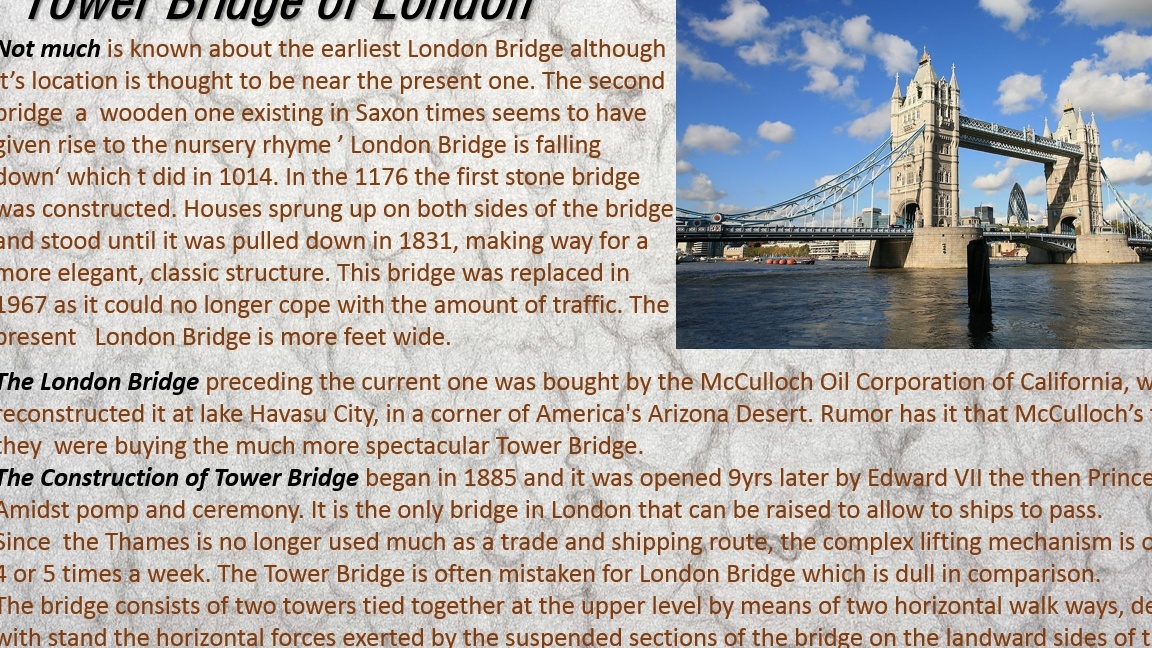 Tower Bridge of London
Not much is known about the earliest London Bridge although
it’s location is thought to be near the present one. The second
bridge a wooden one existing in Saxon times seems to have
given rise to the nursery rhyme ’ London Bridge is falling
down‘ which t did in 1014. In the 1176 the first stone bridge
was constructed. Houses sprung up on both sides of the bridge
and stood until it was pulled down in 1831, making way for a
more elegant, classic structure. This bridge was replaced in
1967 as it could no longer cope with the amount of traffic. The
present London Bridge is more feet wide.
The London Bridge preceding the current one was bought by the McCulloch Oil Corporation of California,
reconstructed it at lake Havasu City, in a corner of America's Arizona Desert. Rumor has it that McCulloch’s
they were buying the much more spectacular Tower Bridge.
The Construction of Tower Bridge began in 1885 and it was opened 9yrs later by Edward VII the then Prince
Amidst pomp and ceremony. It is the only bridge in London that can be raised to allow to ships to pass.
Since the Thames is no longer used much as a trade and shipping route, the complex lifting mechanism is
4 or 5 times a week. The Tower Bridge is often mistaken for London Bridge which is dull in comparison.
The bridge consists of two towers tied together at the upper level by means of two horizontal walk ways,
with stand the horizontal forces exerted by the suspended sections of the bridge on the landward sides of